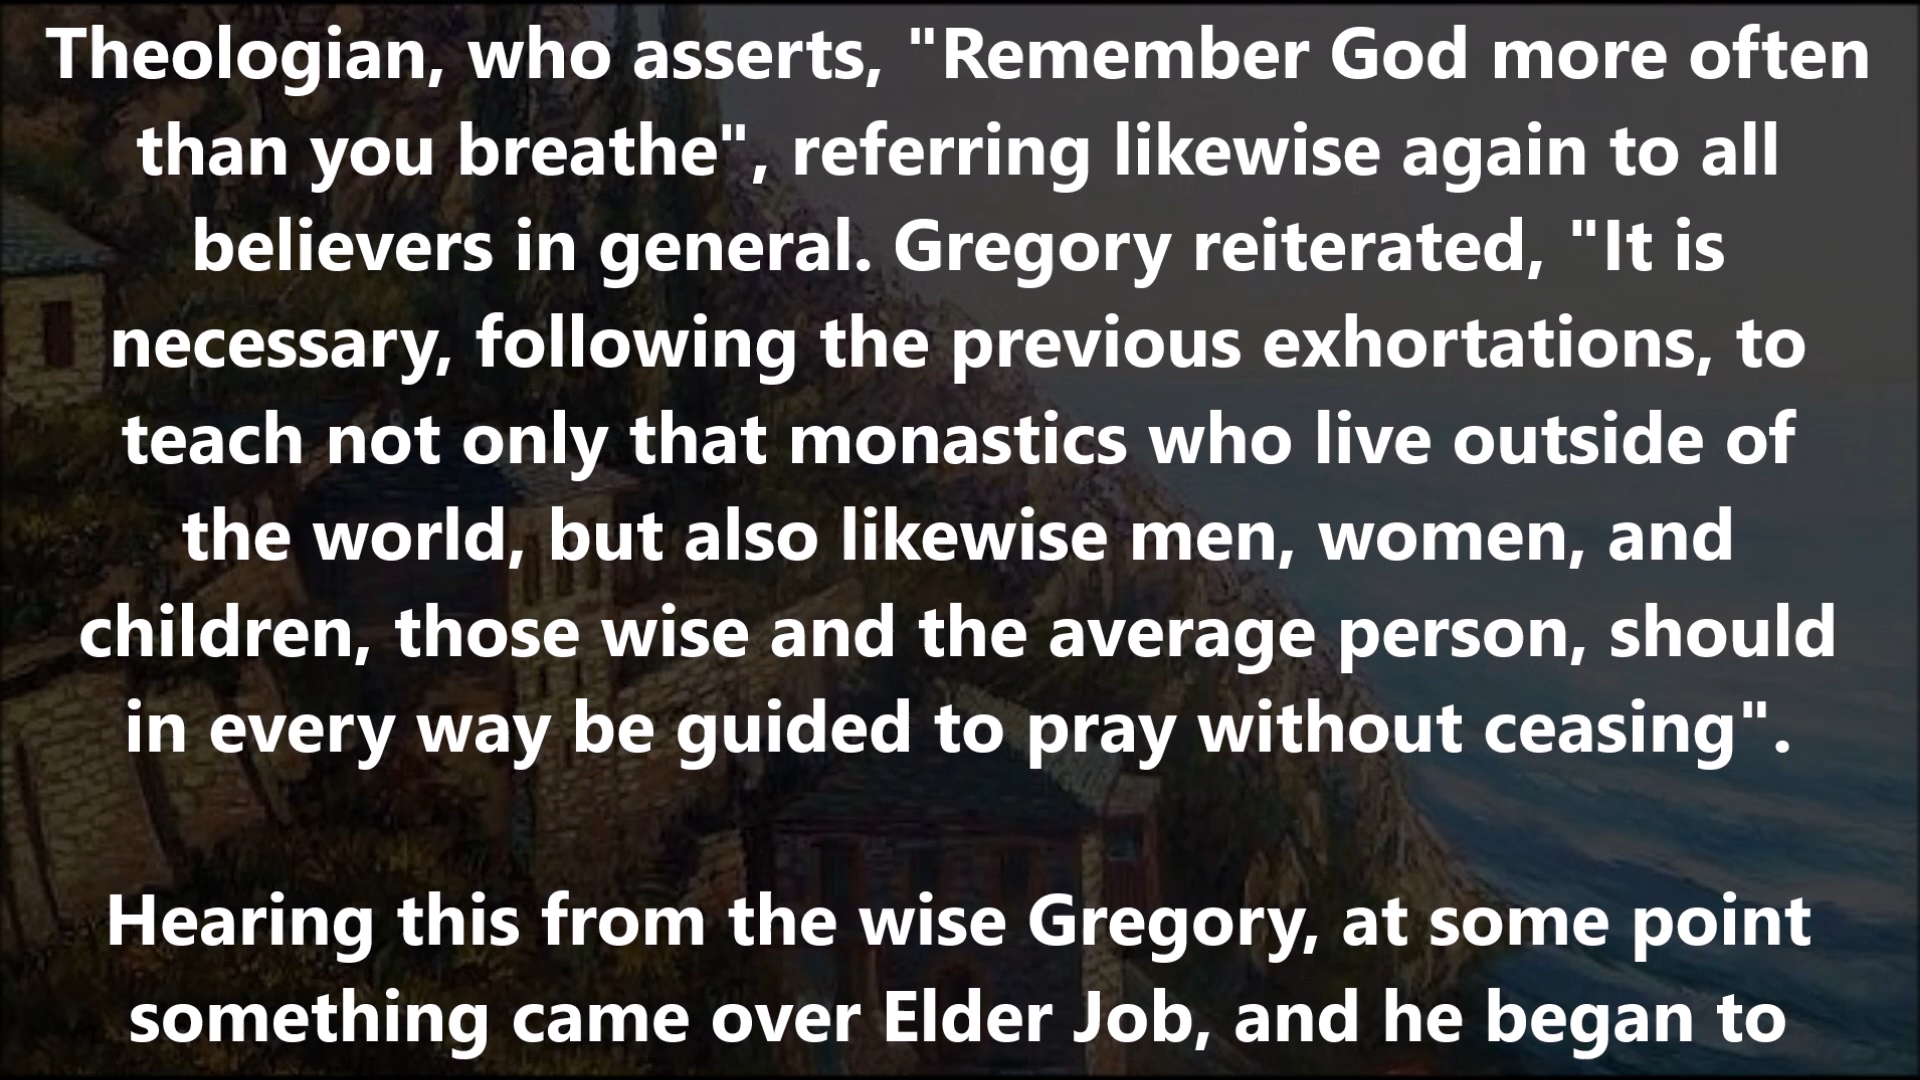 Theologian, who asserts, "Remember God more often
than you breathe", referring likewise again to all
believers in general. Gregory reiterated, "It is
necessary, following the previous exhortations, to
teach not only that monastics who live outside of
the world, but also likewise men, women, and
children, those wise and the average person, should
in every way be guided to pray without ceasing".
Hearing this from the wise Gregory, at some point
something came over Elder Job, and he began to